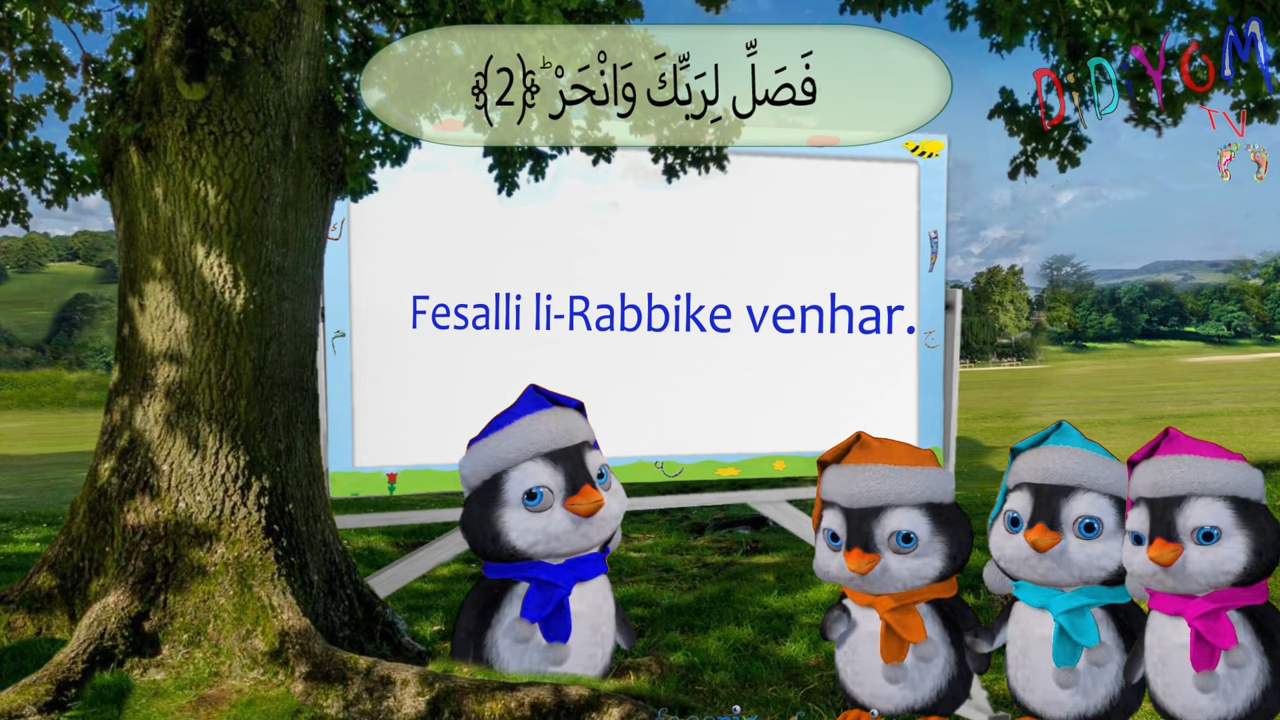 فَصَلِّ لِرَبِّكَ وَانْحَرْ ۜ ﴿2﴾
DiDiYOM
TV
Fesalli li-Rabbike venhar.